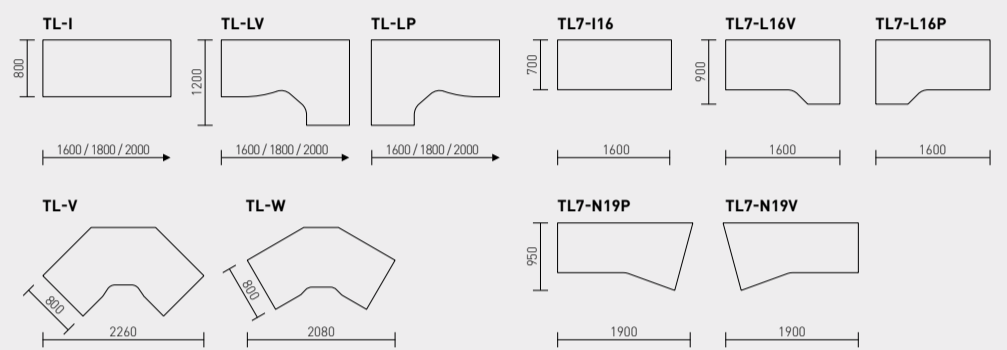 TL-I
TL-LV
TL-LP
TL7-I16
TL7-L16V
TL7-L16P
800
1200
700
900
1600 / 1800 / 2000
1600 / 1800 / 2000
1600 / 1800 / 2000
1600
1600
1600
TL-V
TL-W
TL7-N19P
TL7-N19V
800
800
950
2260
2080
1900
1900